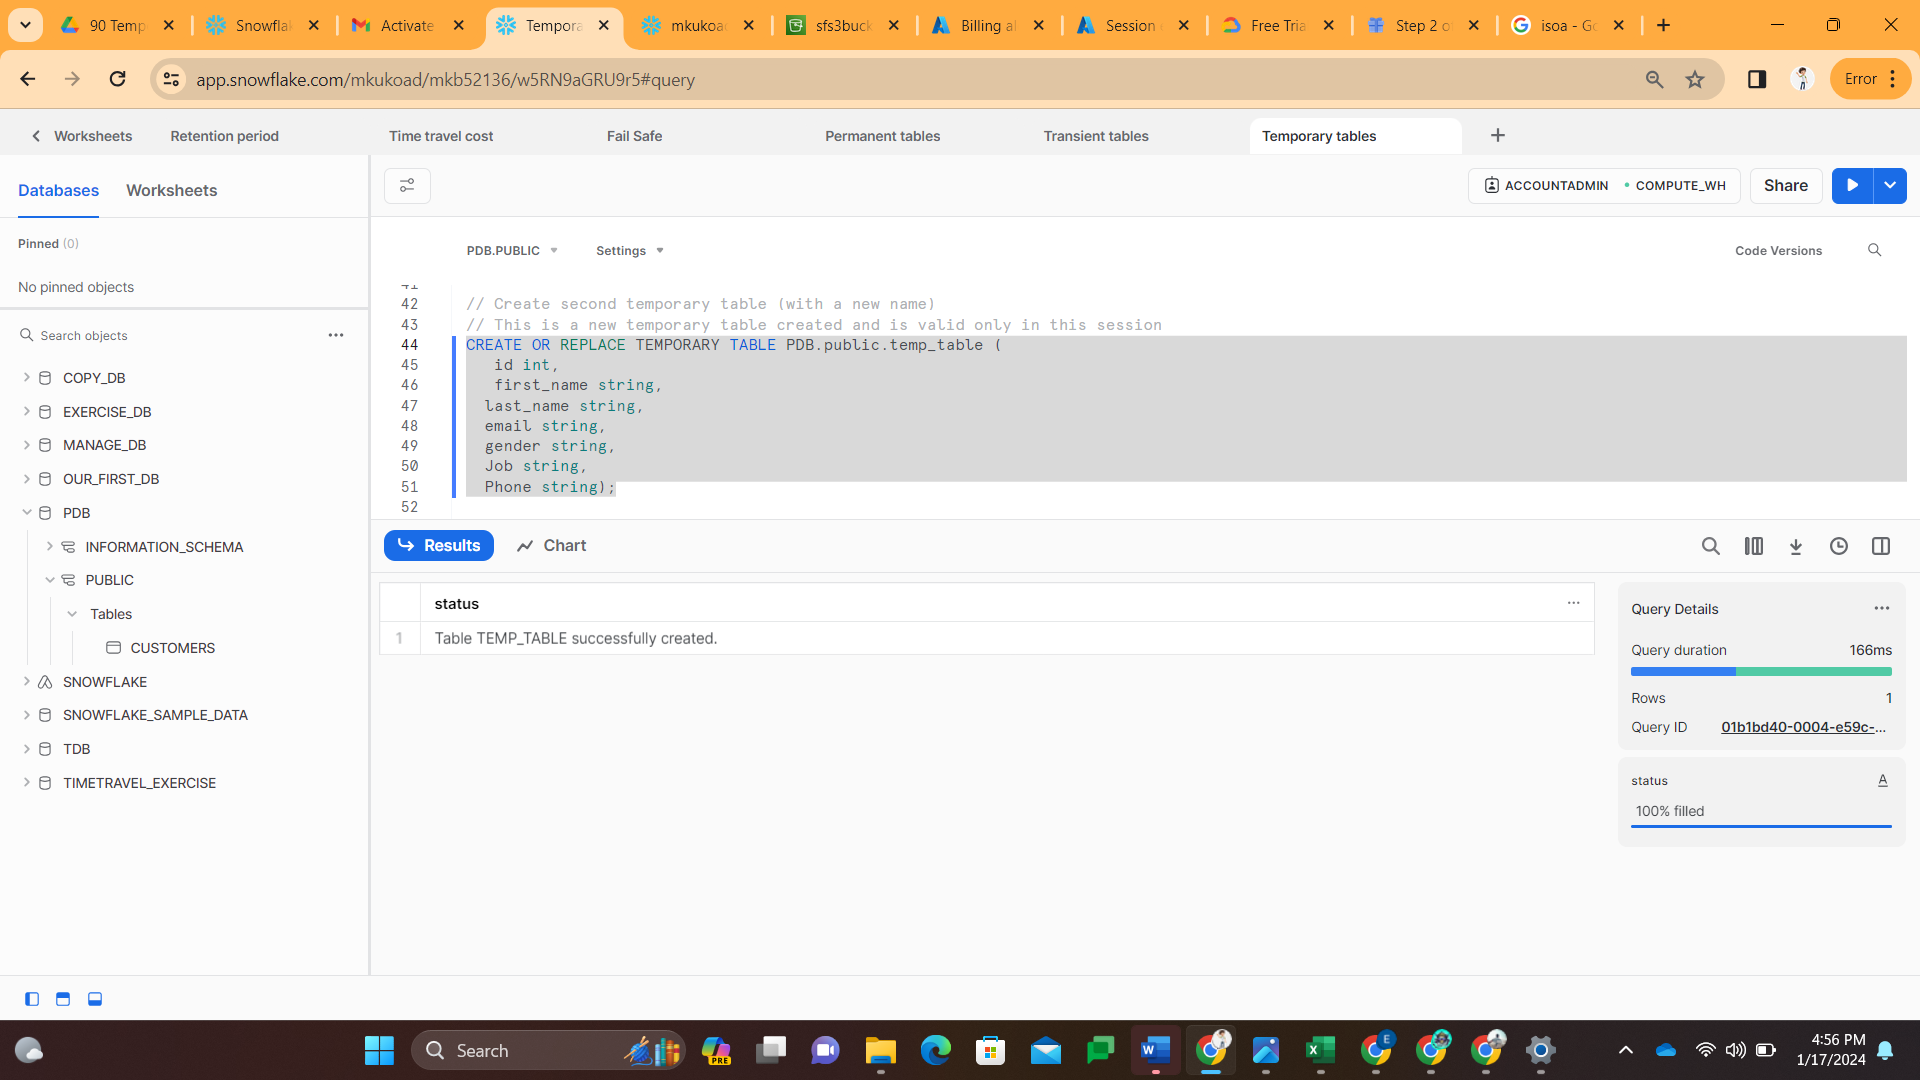 90 Temp
Snowfla
Activate
Tempora
mkukoa
sfs3buck
Billing al
Session
Free Tria
Step 2 o
isoa - Go
app.snowflake.com/mkukoad/mkb52136/w5RN9aGRU9r5#query
Error
Worksheets
Retention period
Time travel cost
Fail Safe
Permanent tables
Transient tables
Temporary tables
Databases
Worksheets
ACCOUNTADMIN
COMPUTE_WH
Share
Pinned (0)
No pinned objects
PDB.PUBLIC
Settings
Code Versions
Search objects
COPY_DB
EXERCISE_DB
MANAGE_DB
OUR_FIRST_DB
PDB
INFORMATION_SCHEMA
PUBLIC
Tables
CUSTOMERS
SNOWFLAKE
SNOWFLAKE_SAMPLE_DATA
TDB
TIMETRAVEL_EXERCISE
41
42 // Create second temporary table (with a new name)
43 // This is a new temporary table created and is valid only in this session
44 CREATE OR REPLACE TEMPORARY TABLE PDB.public.temp_table (
45 id int,
46 first_name string,
47 last_name string,
48 email string,
49 gender string,
50 Job string,
51 Phone string);
52
Results
Chart
status
1 Table TEMP_TABLE successfully created.
Query Details
Query duration 166ms
Rows 1
Query ID 01b1bd40-0004-e59c-...
status A
100% filled
Search
PRE
W
X
E
4:56 PM
1/17/2024